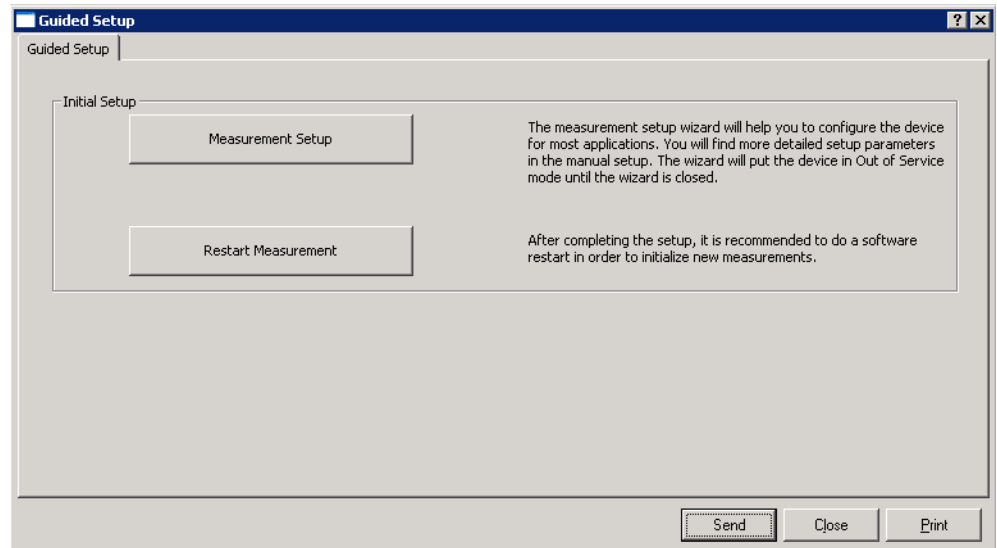 Guided Setup
Guided Setup
Initial Setup
Measurement Setup
The measurement setup wizard will help you to configure the device
for most applications. You will find more detailed setup parameters
in the manual setup. The wizard will put the device in Out of Service
mode until the wizard is closed.
Restart Measurement
After completing the setup, it is recommended to do a software
restart in order to initialize new measurements.
Send
Close
Print